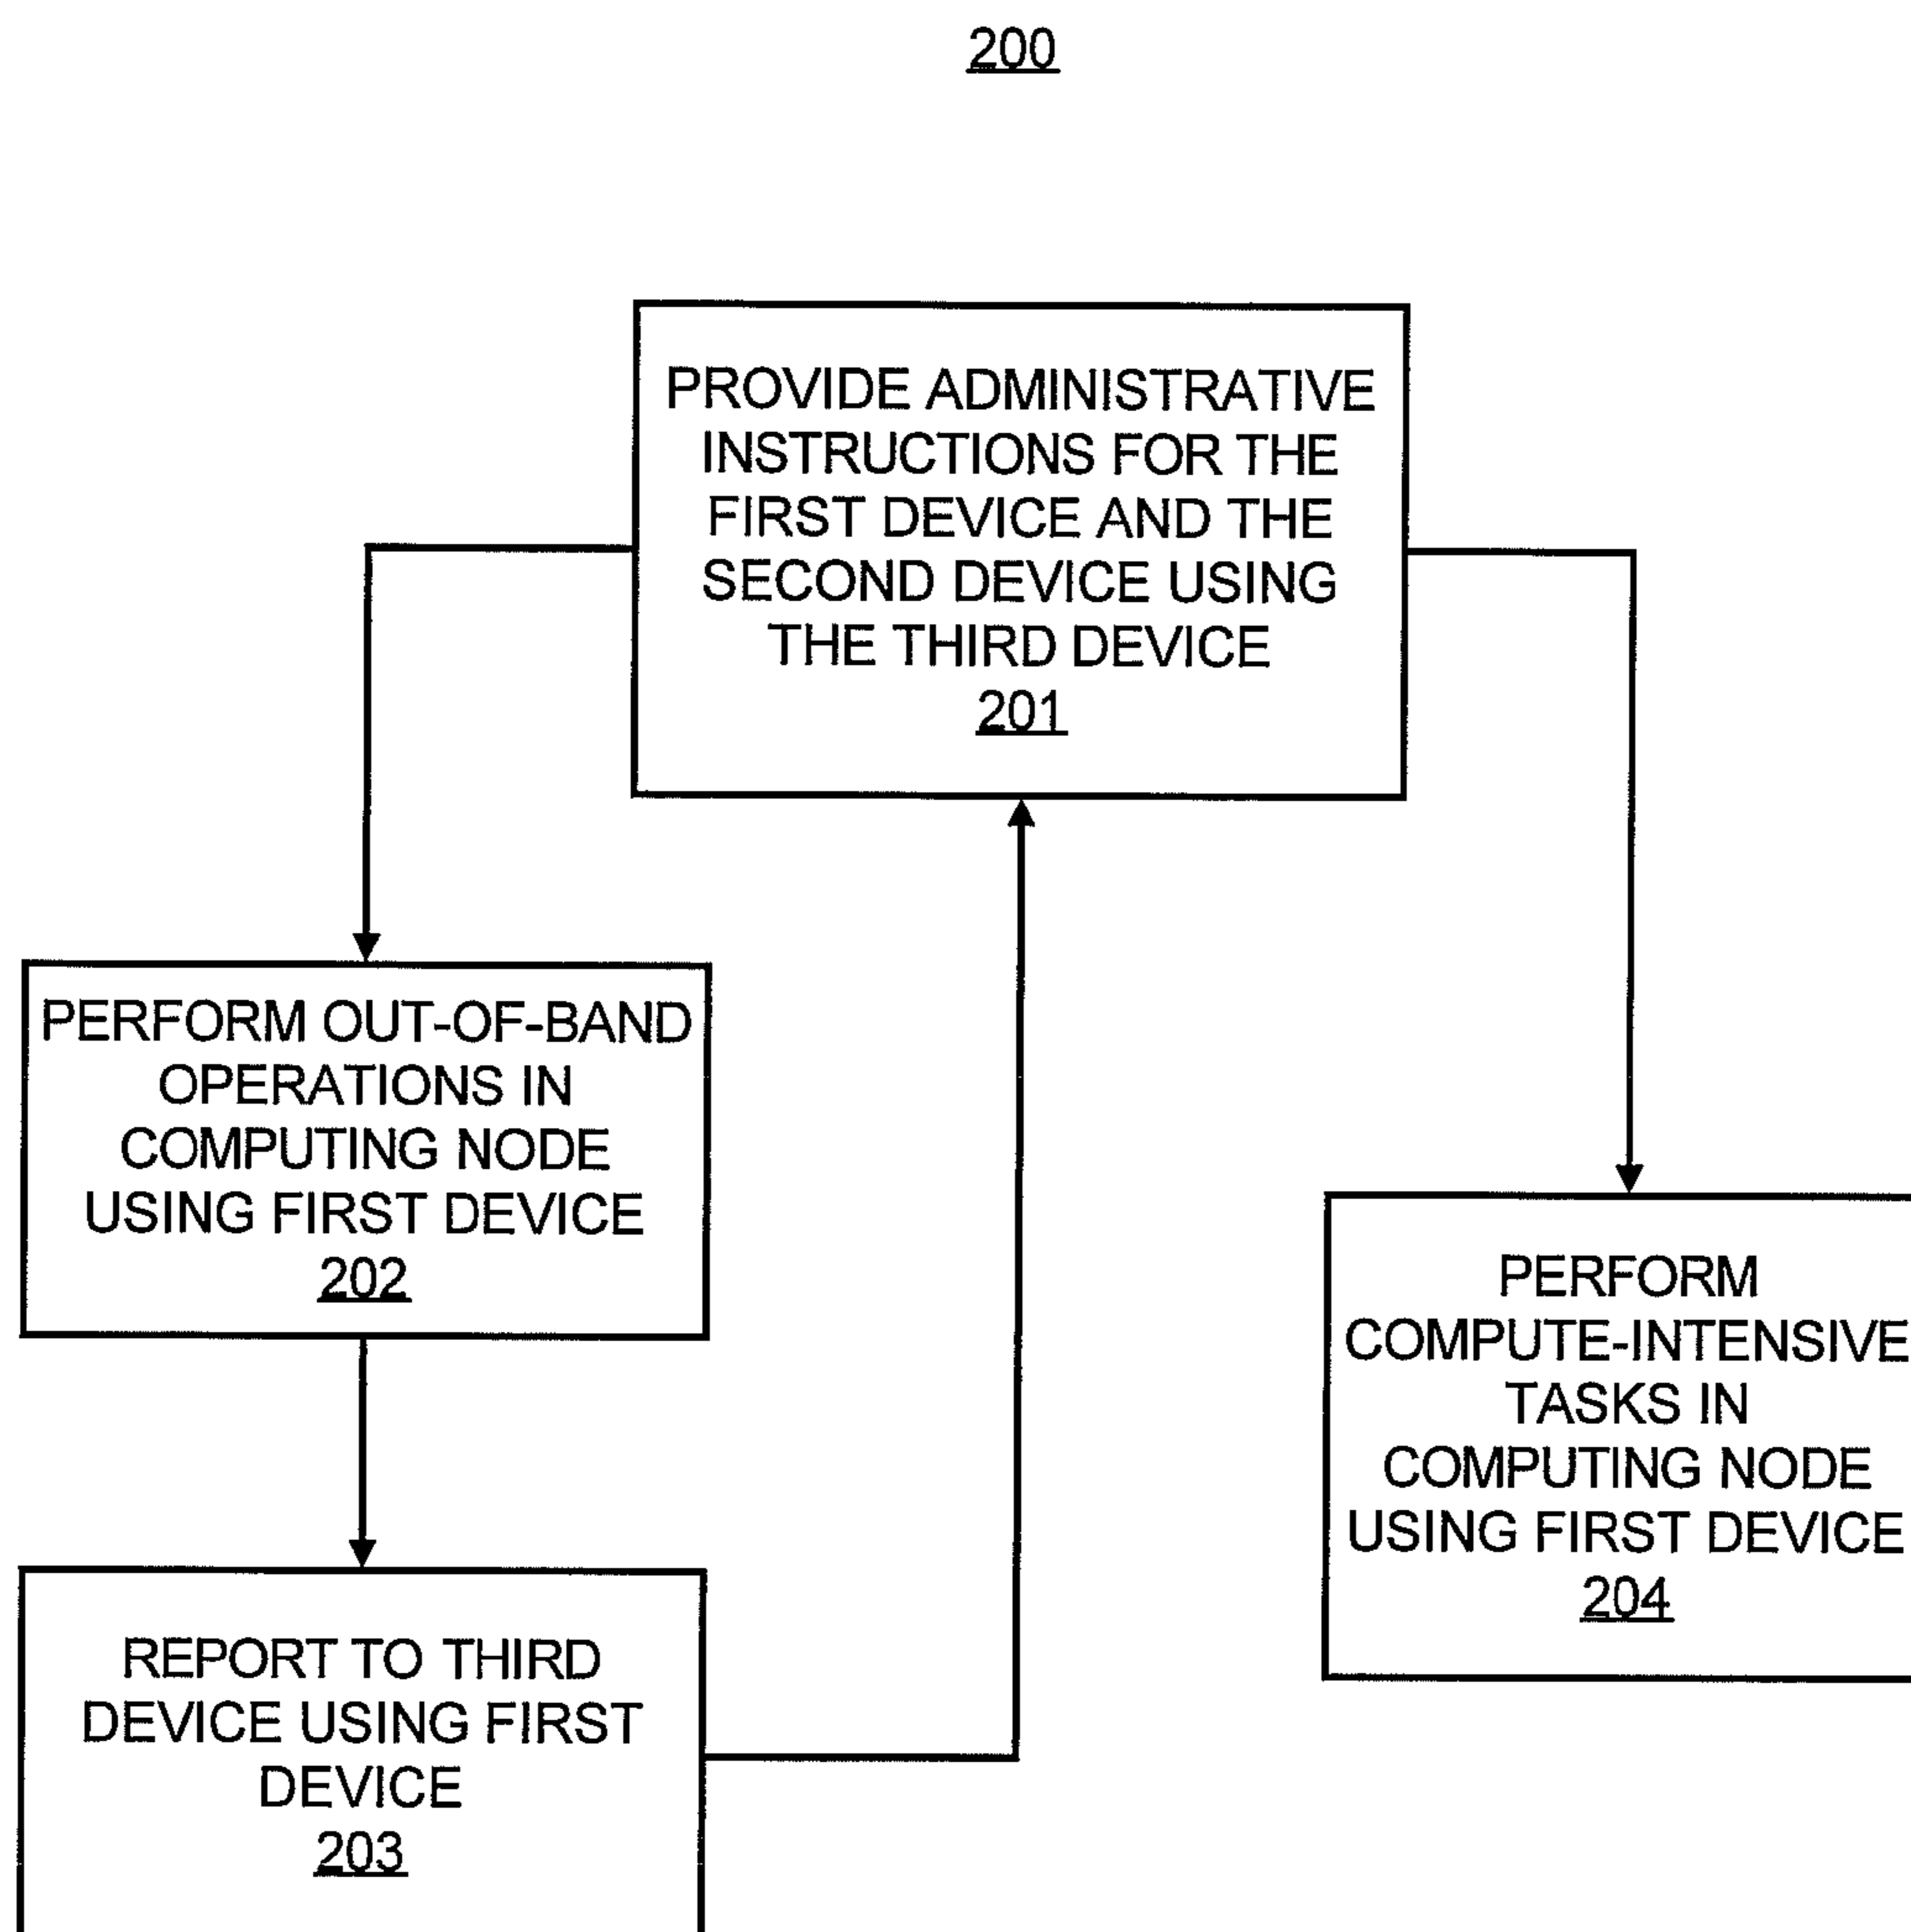 200
PROVIDE ADMINISTRATIVE
INSTRUCTIONS FOR THE
FIRST DEVICE AND THE
SECOND DEVICE USING
THE THIRD DEVICE
201
PERFORM OUT-OF-BAND
OPERATIONS IN
COMPUTING NODE
USING FIRST DEVICE
202
PERFORM
COMPUTE-INTENSIVE
TASKS IN
COMPUTING NODE
USING FIRST DEVICE
204
REPORT TO THIRD
DEVICE USING FIRST
DEVICE
203